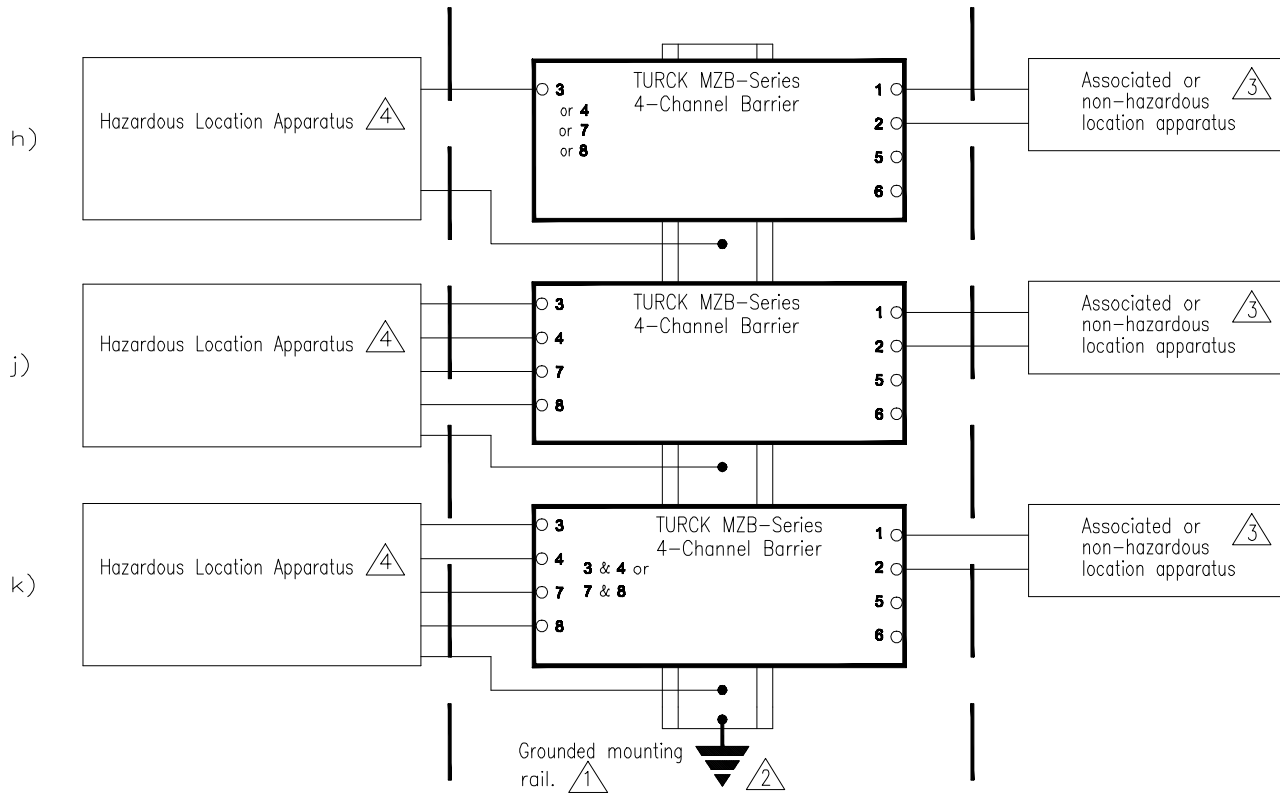 h)
Hazardous Location Apparatus 4
3
or 4
or 7
or 8
TURCK MZB-Series
4-Channel Barrier
1
2
5
6
Associated or
non-hazardous
location apparatus
3
j)
Hazardous Location Apparatus 4
3
4
7
8
TURCK MZB-Series
4-Channel Barrier
1
2
5
6
Associated or
non-hazardous
location apparatus
3
k)
Hazardous Location Apparatus 4
3
4
7
8
3 & 4 or
7 & 8
TURCK MZB-Series
4-Channel Barrier
1
2
5
6
Associated or
non-hazardous
location apparatus
3
Grounded mounting
rail. 1
2